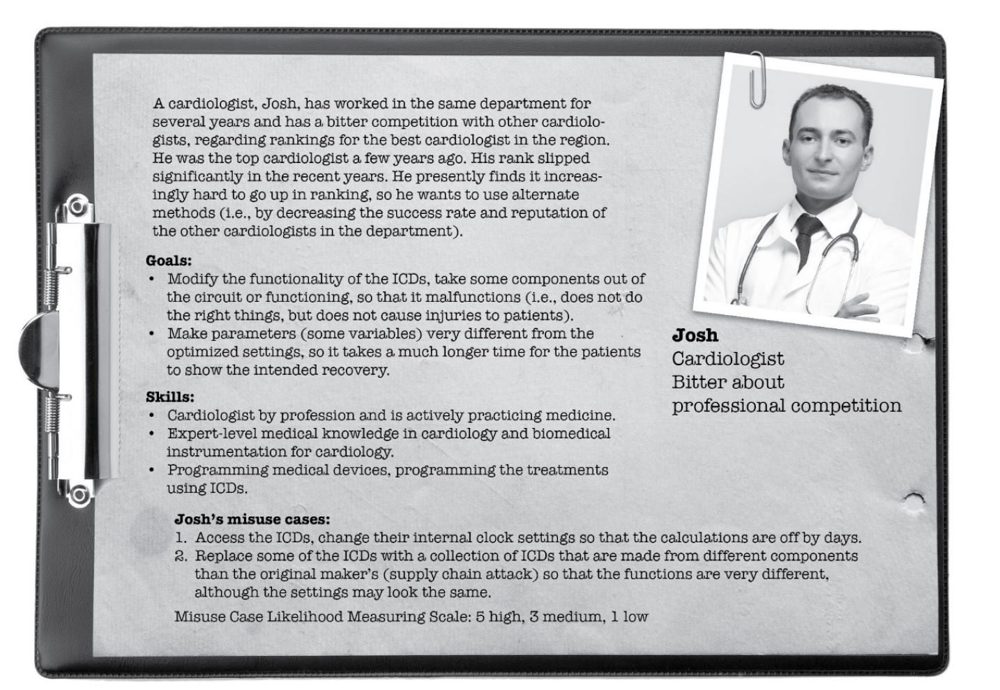 A cardiologist, Josh, has worked in the same department for
several years and has a bitter competition with other cardiolo-
gists, regarding rankings for the best cardiologist in the region.
He was the top cardiologist a few years ago. His rank slipped
significantly in the recent years. He presently finds it increas-
ingly hard to go up in ranking, so he wants to use alternate
methods (i.e., by decreasing the success rate and reputation of
the other cardiologists in the department).
Goals:
• Modify the functionality of the ICDs, take some components out of
the circuit or functioning, so that it malfunctions (i.e., does not do
the right things, but does not cause injuries to patients).
• Make parameters (some variables) very different from the
optimized settings, so it takes a much longer time for the patients
to show the intended recovery.
Skills:
• Cardiologist by profession and is actively practicing medicine.
• Expert-level medical knowledge in cardiology and biomedical
instrumentation for cardiology.
• Programming medical devices, programming the treatments
using ICDs.
Josh
Cardiologist
Bitter about
professional competition
Josh's misuse cases:
1. Access the ICDs, change their internal clock settings so that the calculations are off by days.
2. Replace some of the ICDs with a collection of ICDs that are made from different components
than the original maker's (supply chain attack) so that the functions are very different,
although the settings may look the same.
Misuse Case Likelihood Measuring Scale: 5 high, 3 medium, 1 low